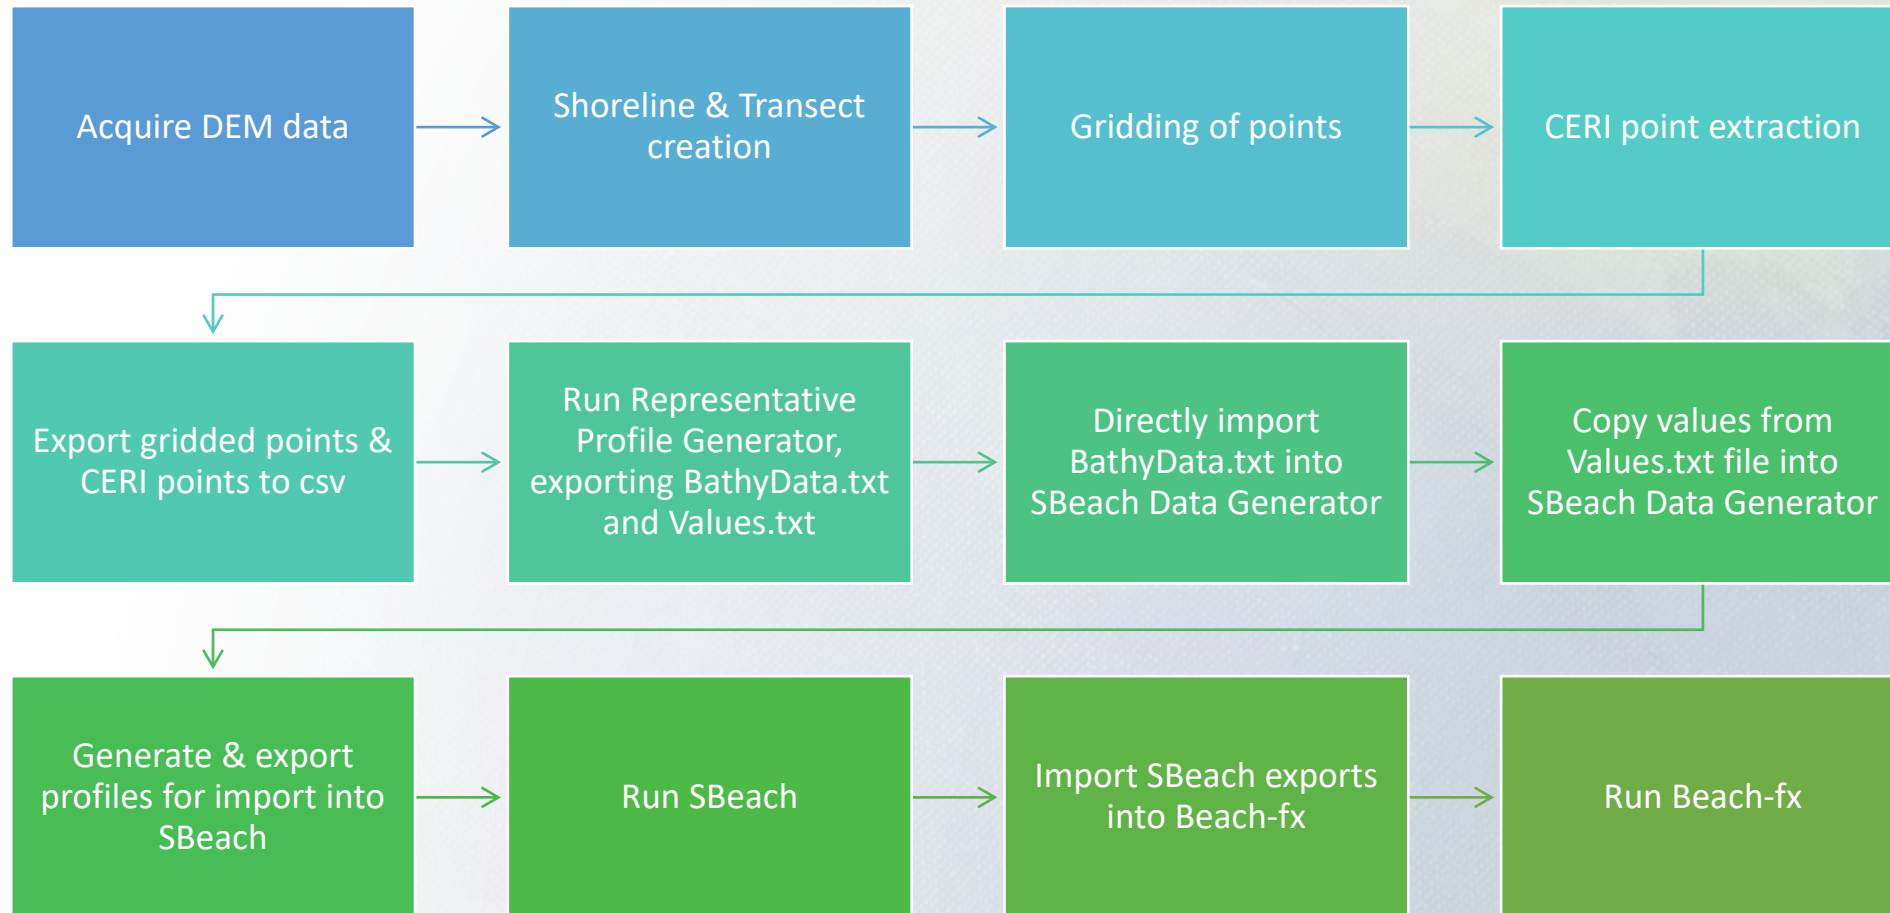 Acquire DEM data
Shoreline & Transect
creation
Gridding of points
CERI point extraction
Export gridded points &
CERI points to csv
Run Representative
Profile Generator,
exporting BathyData.txt
and Values.txt
Directly import
BathyData.txt into
SBeach Data Generator
Copy values from
Values.txt file into
SBeach Data Generator
Generate & export
profiles for import into
SBeach
Run SBeach
Import SBeach exports
into Beach-fx
Run Beach-fx